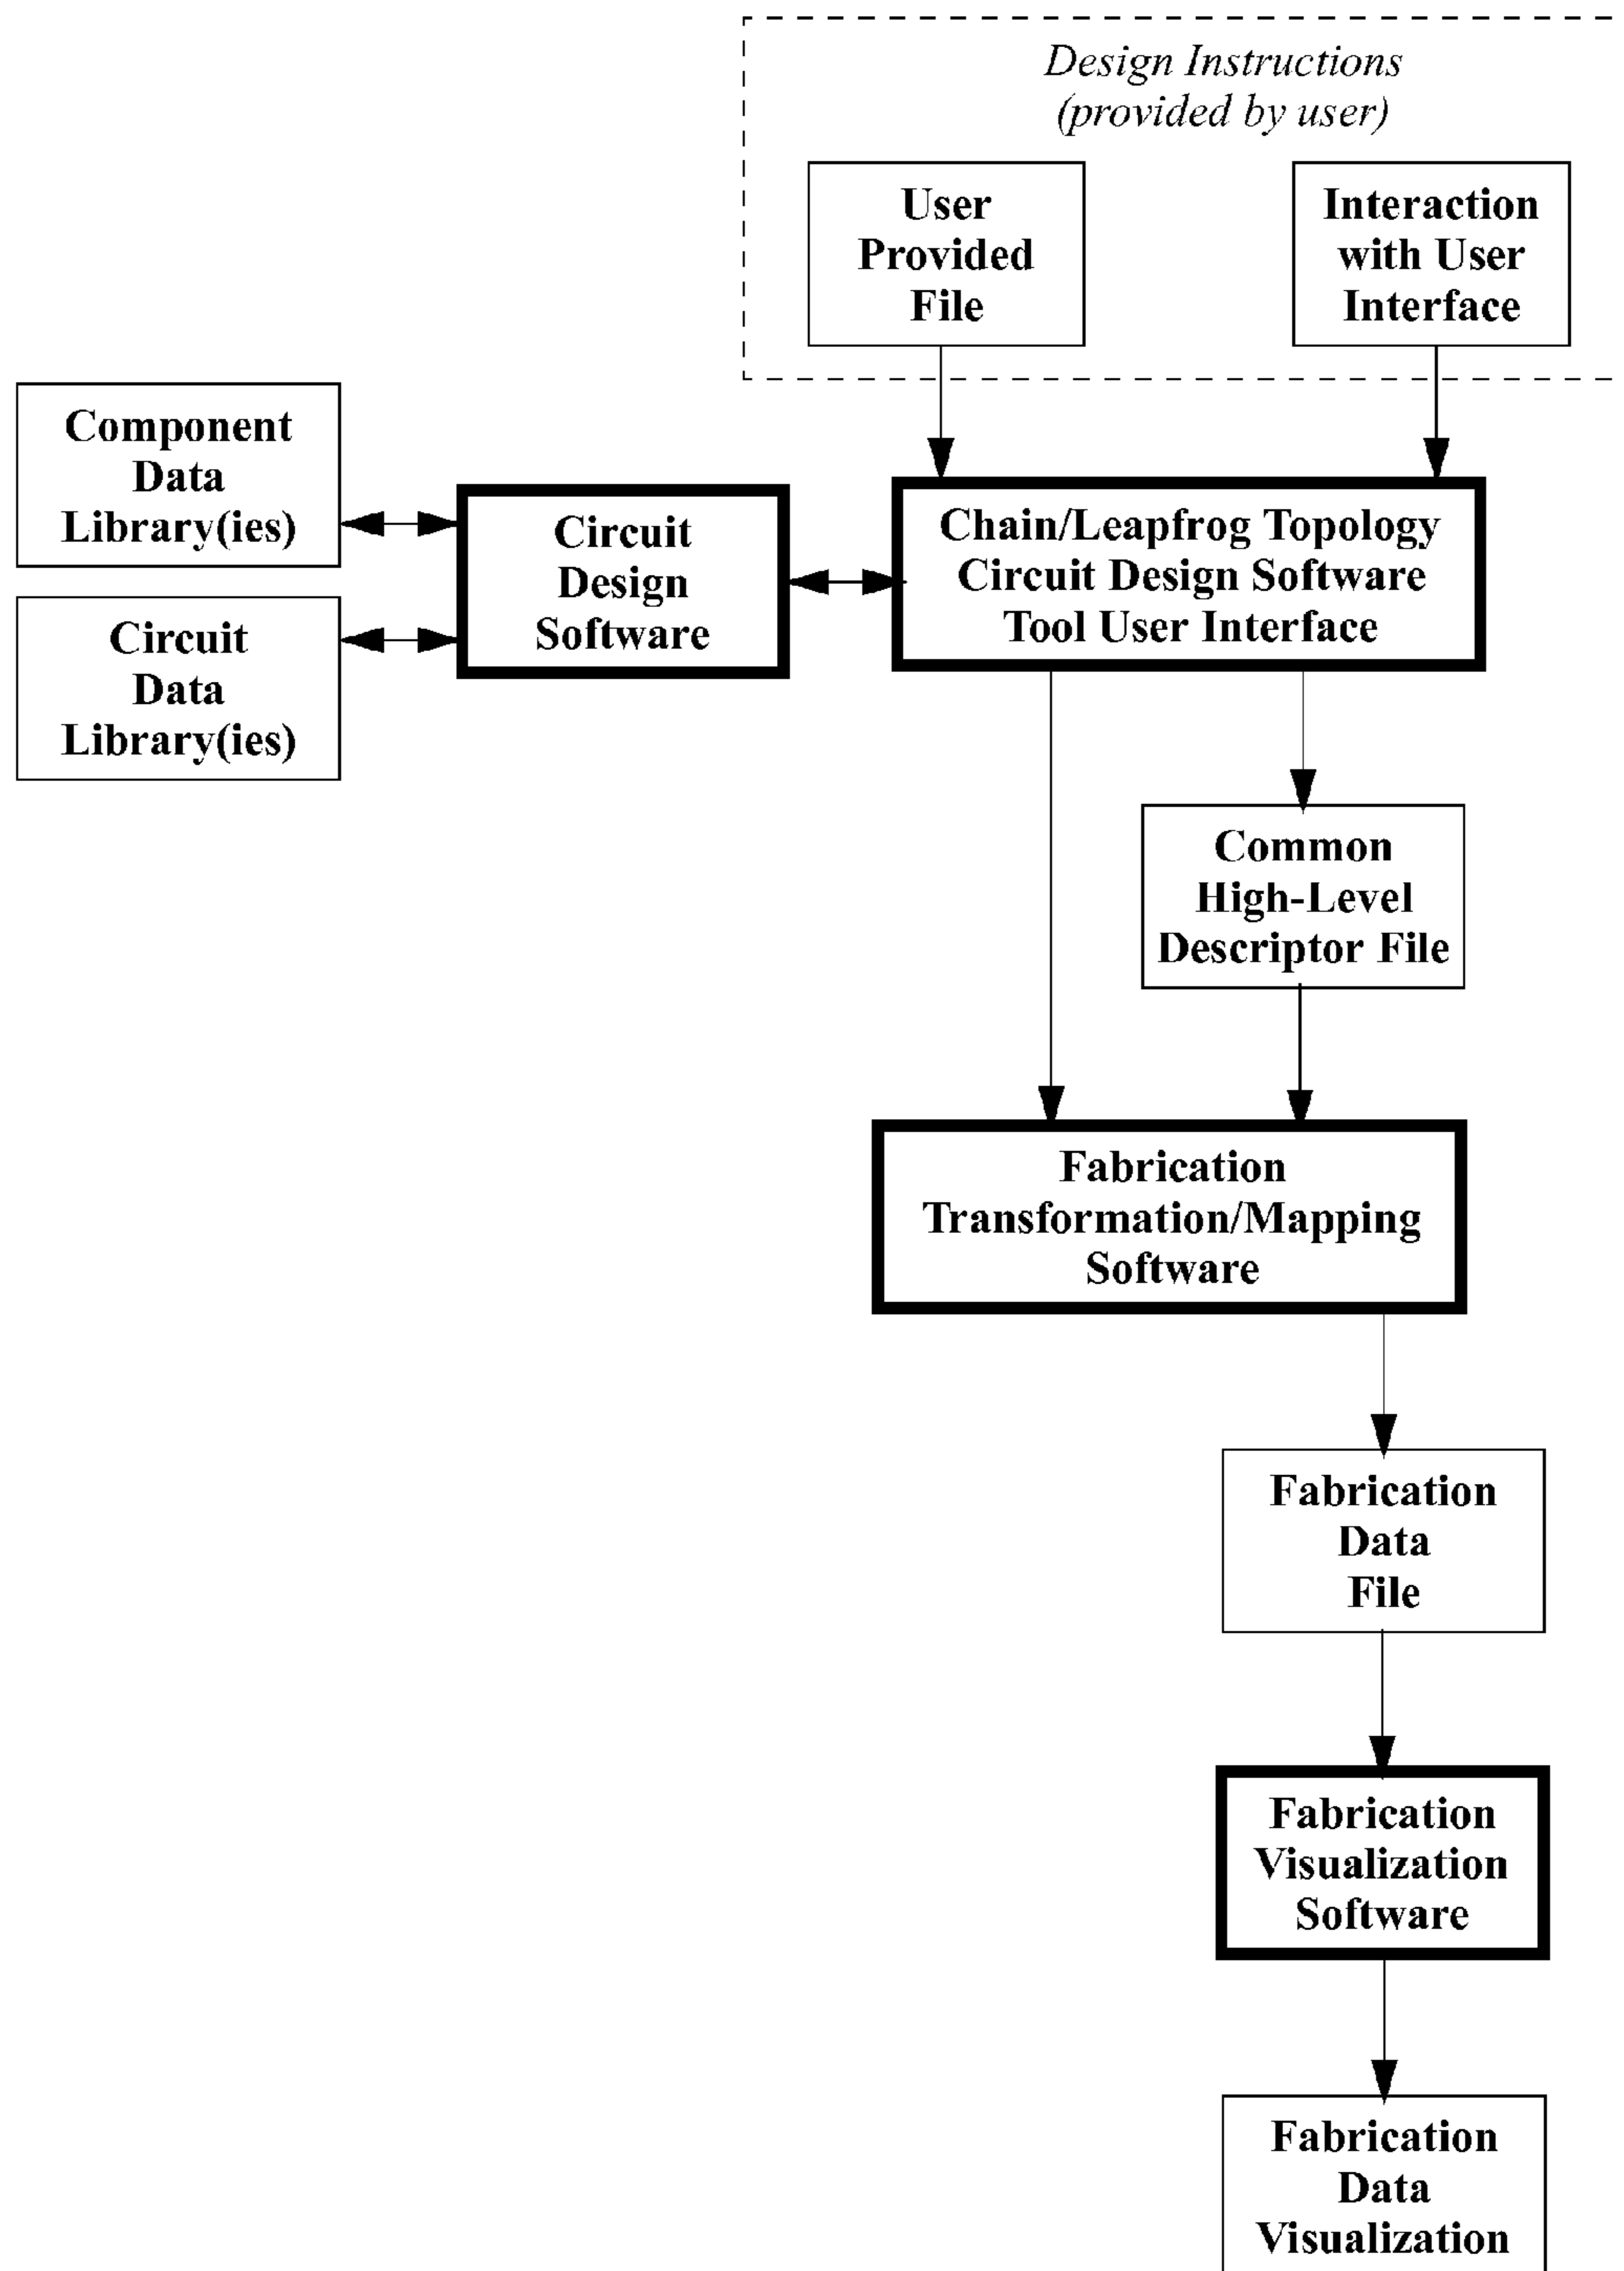 Design Instructions
(provided by user)
User
Provided
File
Interaction
with User
Interface
Component
Data
Library(ies)
Circuit
Design
Software
Chain/Leapfrog Topology
Circuit Design Software
Tool User Interface
Circuit
Data
Library(ies)
Common
High-Level
Descriptor File
Fabrication
Transformation/Mapping
Software
Fabrication
Data
File
Fabrication
Visualization
Software
Fabrication
Data
Visualization